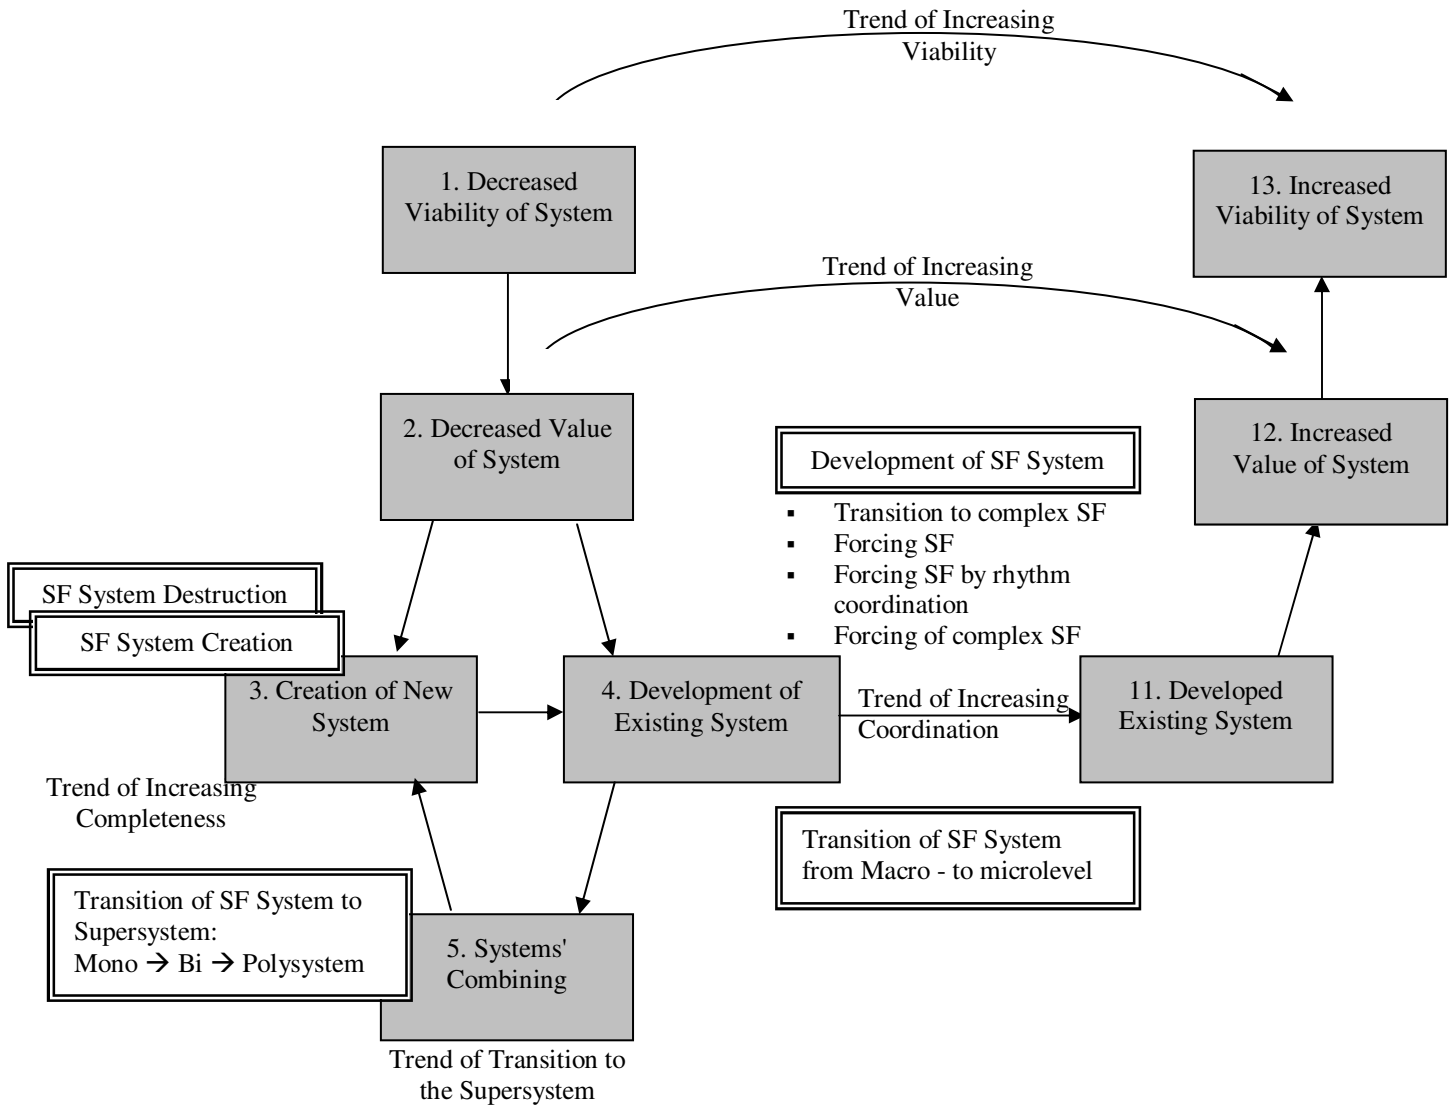 Trend of Increasing
Viability
1. Decreased
Viability of System
13. Increased
Viability of System
Trend of Increasing
Value
2. Decreased Value
of System
12. Increased
Value of System
Development of SF System
▪ Transition to complex SF
▪ Forcing SF
▪ Forcing SF by rhythm
coordination
▪ Forcing of complex SF
SF System Destruction
SF System Creation
3. Creation of New
System
4. Development of
Existing System
Trend of Increasing
Coordination
11. Developed
Existing System
Trend of Increasing
Completeness
Transition of SF System
from Macro - to microlevel
Transition of SF System to
Supersystem:
Mono → Bi → Polysystem
5. Systems'
Combining
Trend of Transition to
the Supersystem